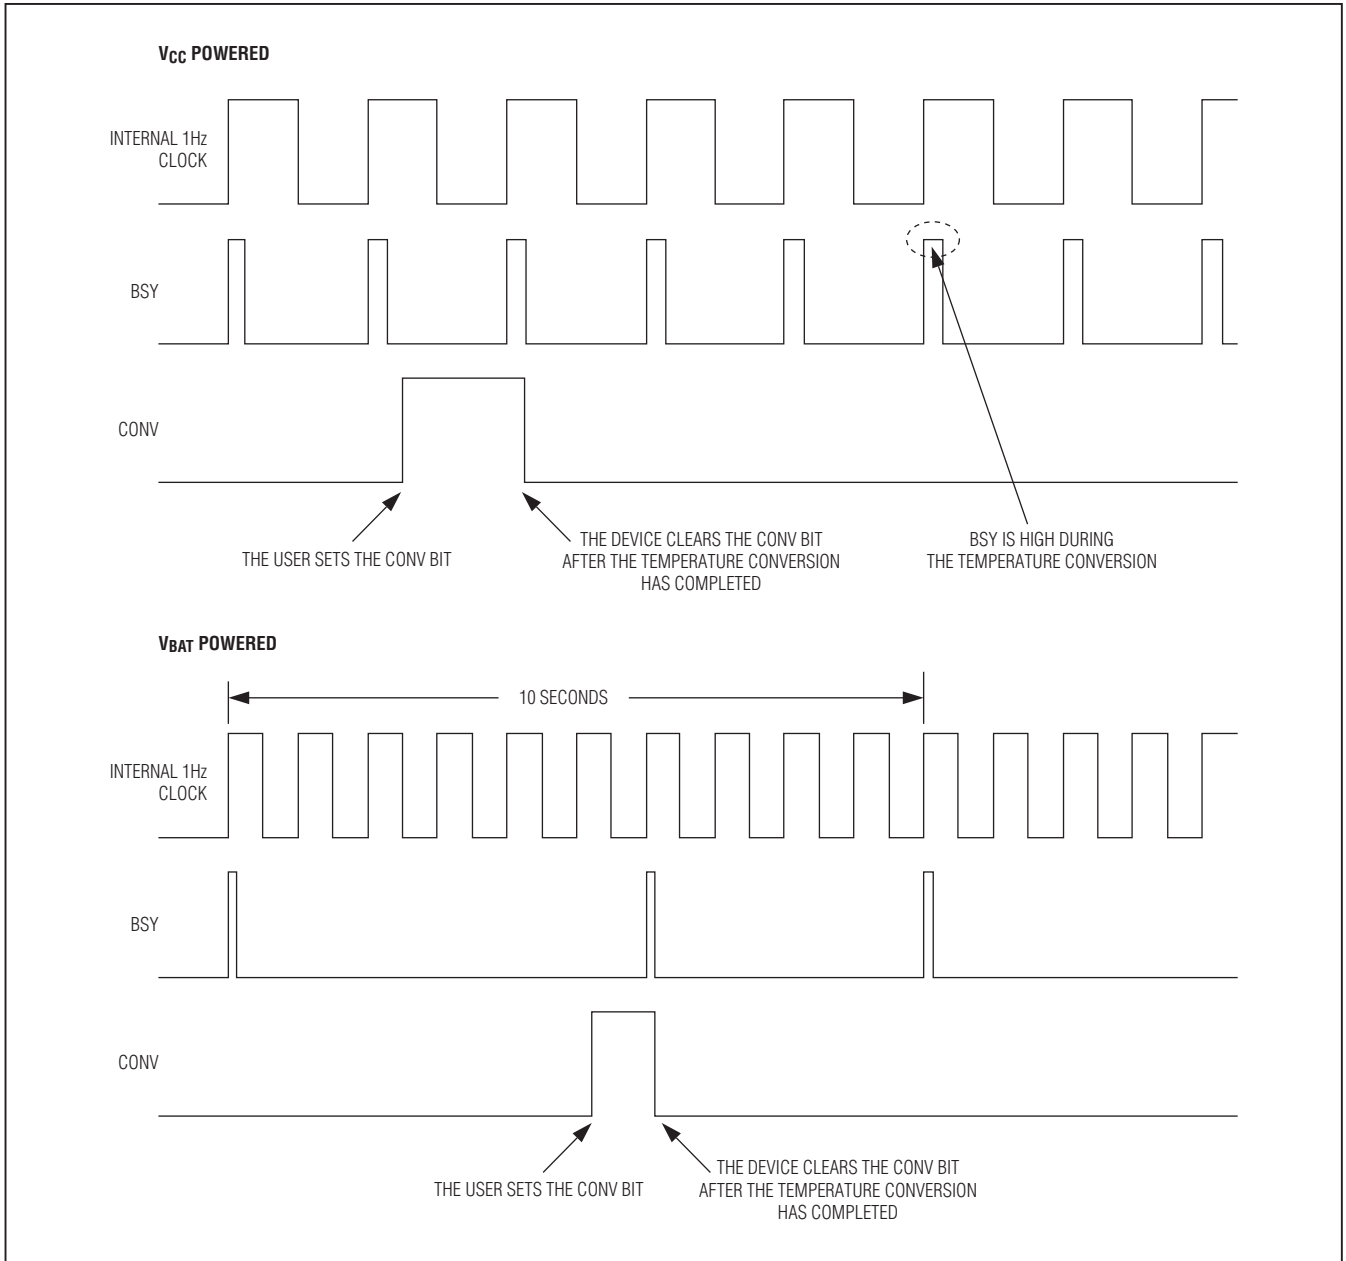 VCC POWERED
INTERNAL 1Hz
CLOCK
BSY
CONV
THE USER SETS THE CONV BIT
THE DEVICE CLEARS THE CONV BIT
AFTER THE TEMPERATURE CONVERSION
HAS COMPLETED
BSY IS HIGH DURING
THE TEMPERATURE CONVERSION
VBAT POWERED
10 SECONDS
INTERNAL 1Hz
CLOCK
BSY
CONV
THE USER SETS THE CONV BIT
THE DEVICE CLEARS THE CONV BIT
AFTER THE TEMPERATURE CONVERSION
HAS COMPLETED